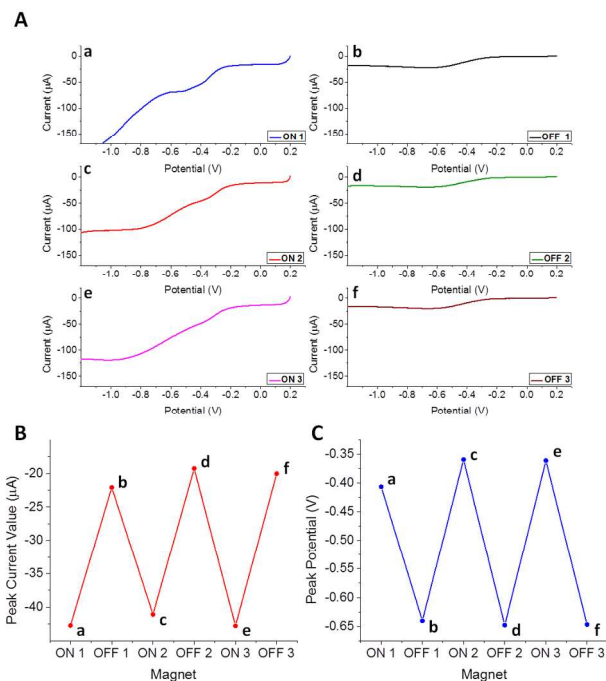 A
a
0
-50
-100
-150
Current (µA)
-1.0 -0.8 -0.6 -0.4 -0.2 0.0 0.2
Potential (V)
ON 1
b
0
-50
-100
-150
Current (µA)
-1.0 -0.8 -0.6 -0.4 -0.2 0.0 0.2
Potential (V)
OFF 1
c
0
-50
-100
-150
Current (µA)
-1.0 -0.8 -0.6 -0.4 -0.2 0.0 0.2
Potential (V)
ON 2
d
0
-50
-100
-150
Current (µA)
-1.0 -0.8 -0.6 -0.4 -0.2 0.0 0.2
Potential (V)
OFF 2
e
0
-50
-100
-150
Current (µA)
-1.0 -0.8 -0.6 -0.4 -0.2 0.0 0.2
Potential (V)
ON 3
f
0
-50
-100
-150
Current (µA)
-1.0 -0.8 -0.6 -0.4 -0.2 0.0 0.2
Potential (V)
OFF 3
B
-20
-25
-30
-35
-40
Peak Current Value (µA)
a
b
c
d
e
f
ON 1 OFF 1 ON 2 OFF 2 ON 3 OFF 3
Magnet
C
-0.35
-0.40
-0.45
-0.50
-0.55
-0.60
-0.65
Peak Potential (V)
a
b
c
d
e
f
ON 1 OFF 1 ON 2 OFF 2 ON 3 OFF 3
Magnet